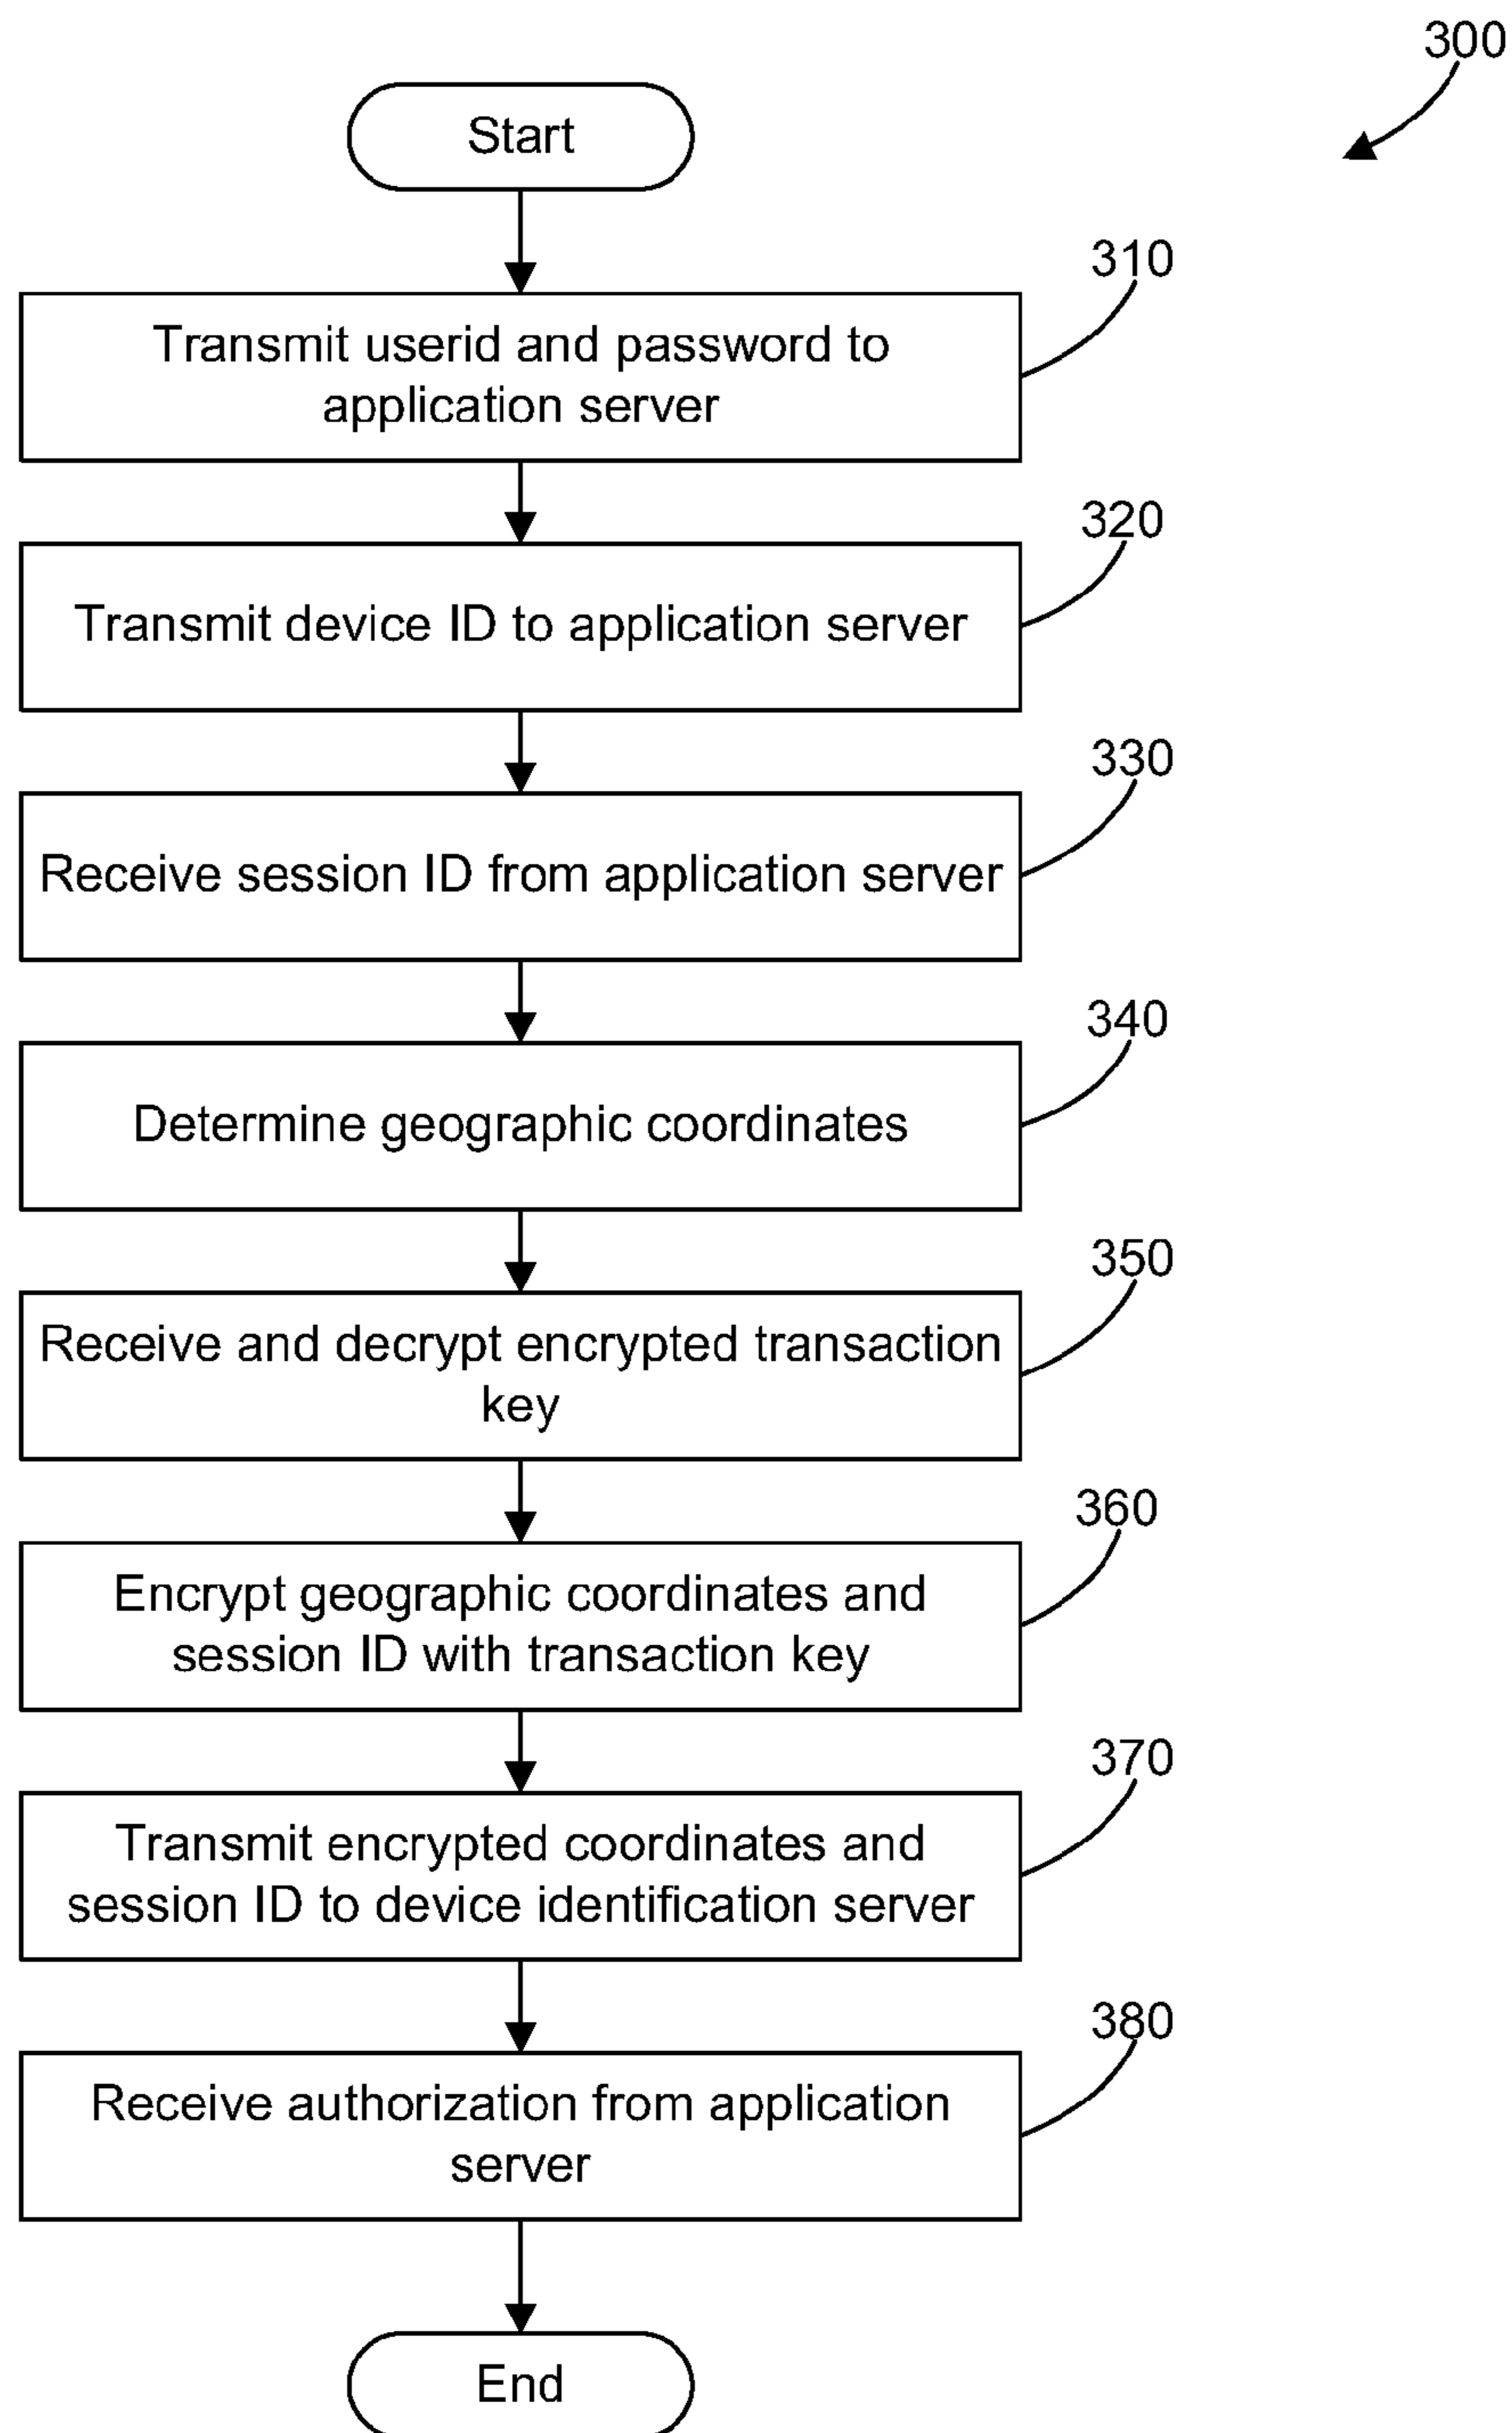 300
Start
310
Transmit userid and password to
application server
320
Transmit device ID to application server
330
Receive session ID from application server
340
Determine geographic coordinates
350
Receive and decrypt encrypted transaction
key
360
Encrypt geographic coordinates and
session ID with transaction key
370
Transmit encrypted coordinates and
session ID to device identification server
380
Receive authorization from application
server
End